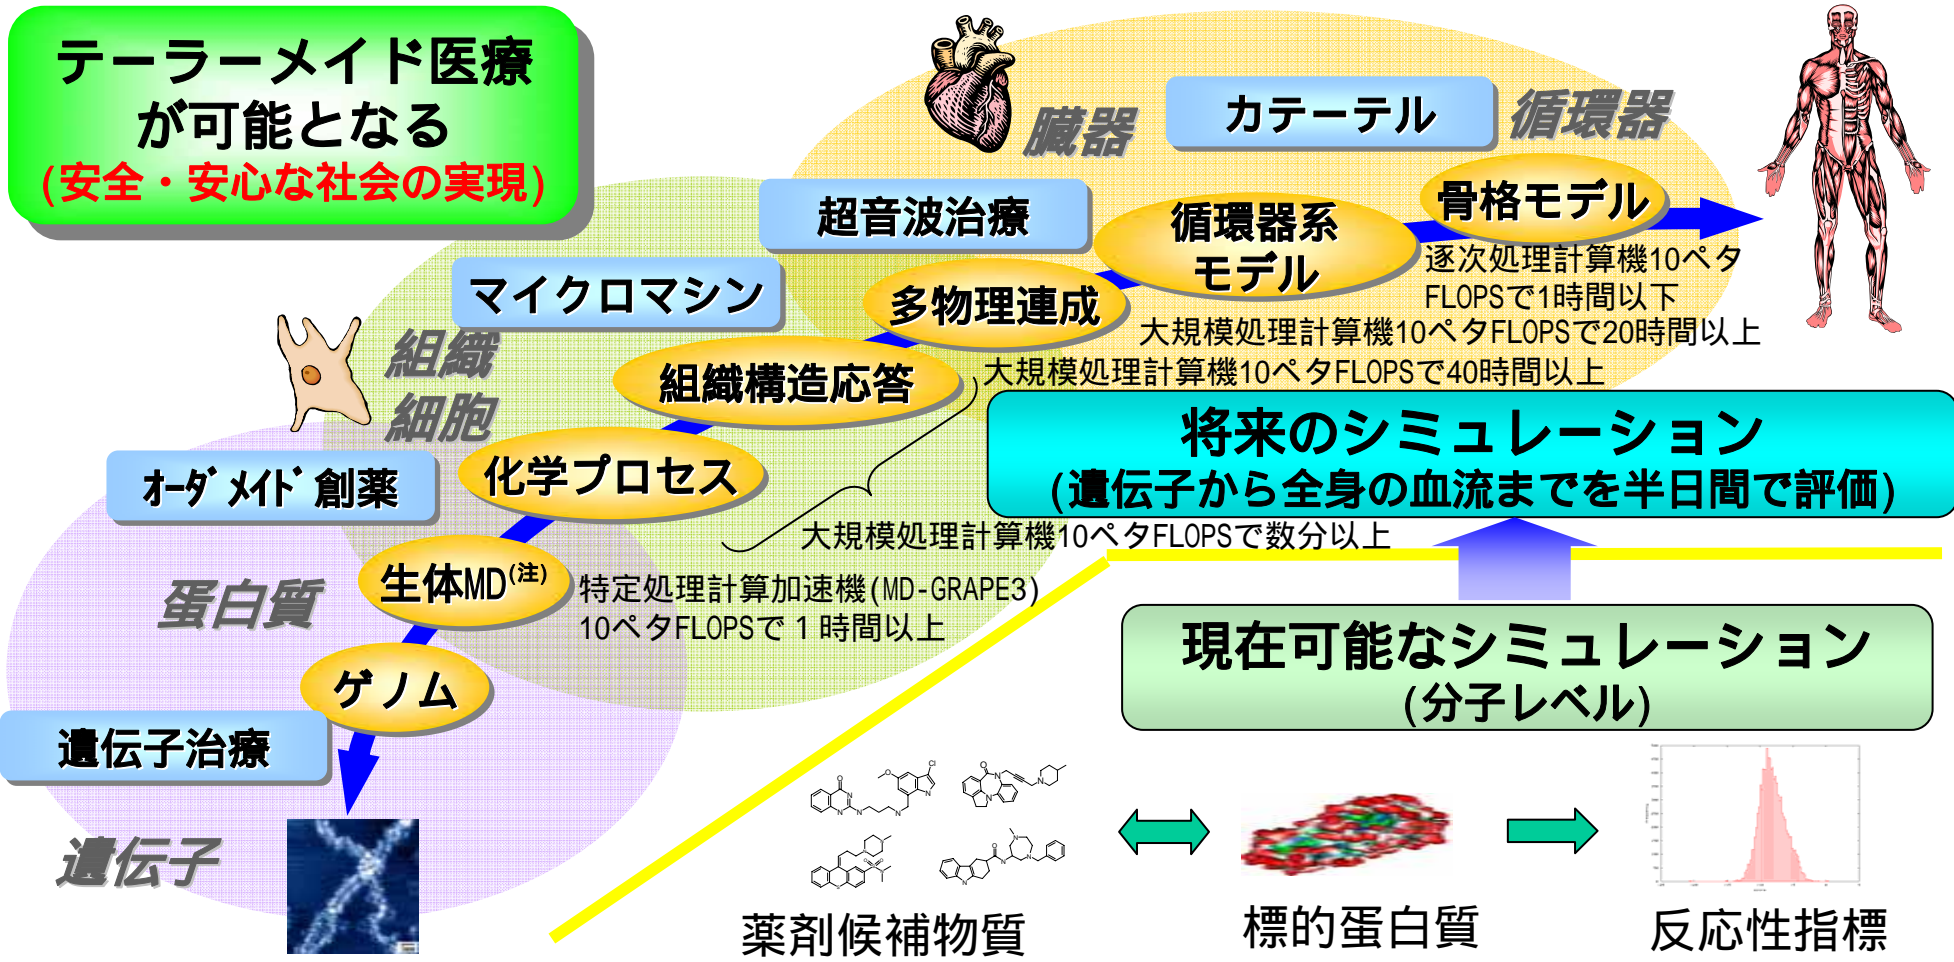 テーラーメイド医療
が可能となる
(安全・安心な社会の実現)
臓器
カテーテル
循環器
超音波治療
循環器系
モデル
骨格モデル
逐次処理計算機10ペタ
FLOPSで1時間以下
マイクロマシン
多物理連成
大規模処理計算機10ペタFLOPSで20時間以上
組織
細胞
組織構造応答
大規模処理計算機10ペタFLOPSで40時間以上
将来のシミュレーション
(遺伝子から全身の血流までを半日間で評価)
オーダメイド創薬
化学プロセス
大規模処理計算機10ペタFLOPSで数分以上
蛋白質
生体MD(注)
特定処理計算加速機(MD-GRAPE3)
10ペタFLOPSで１時間以上
現在可能なシミュレーション
(分子レベル)
ゲノム
遺伝子治療
遺伝子
薬剤候補物質
標的蛋白質
反応性指標